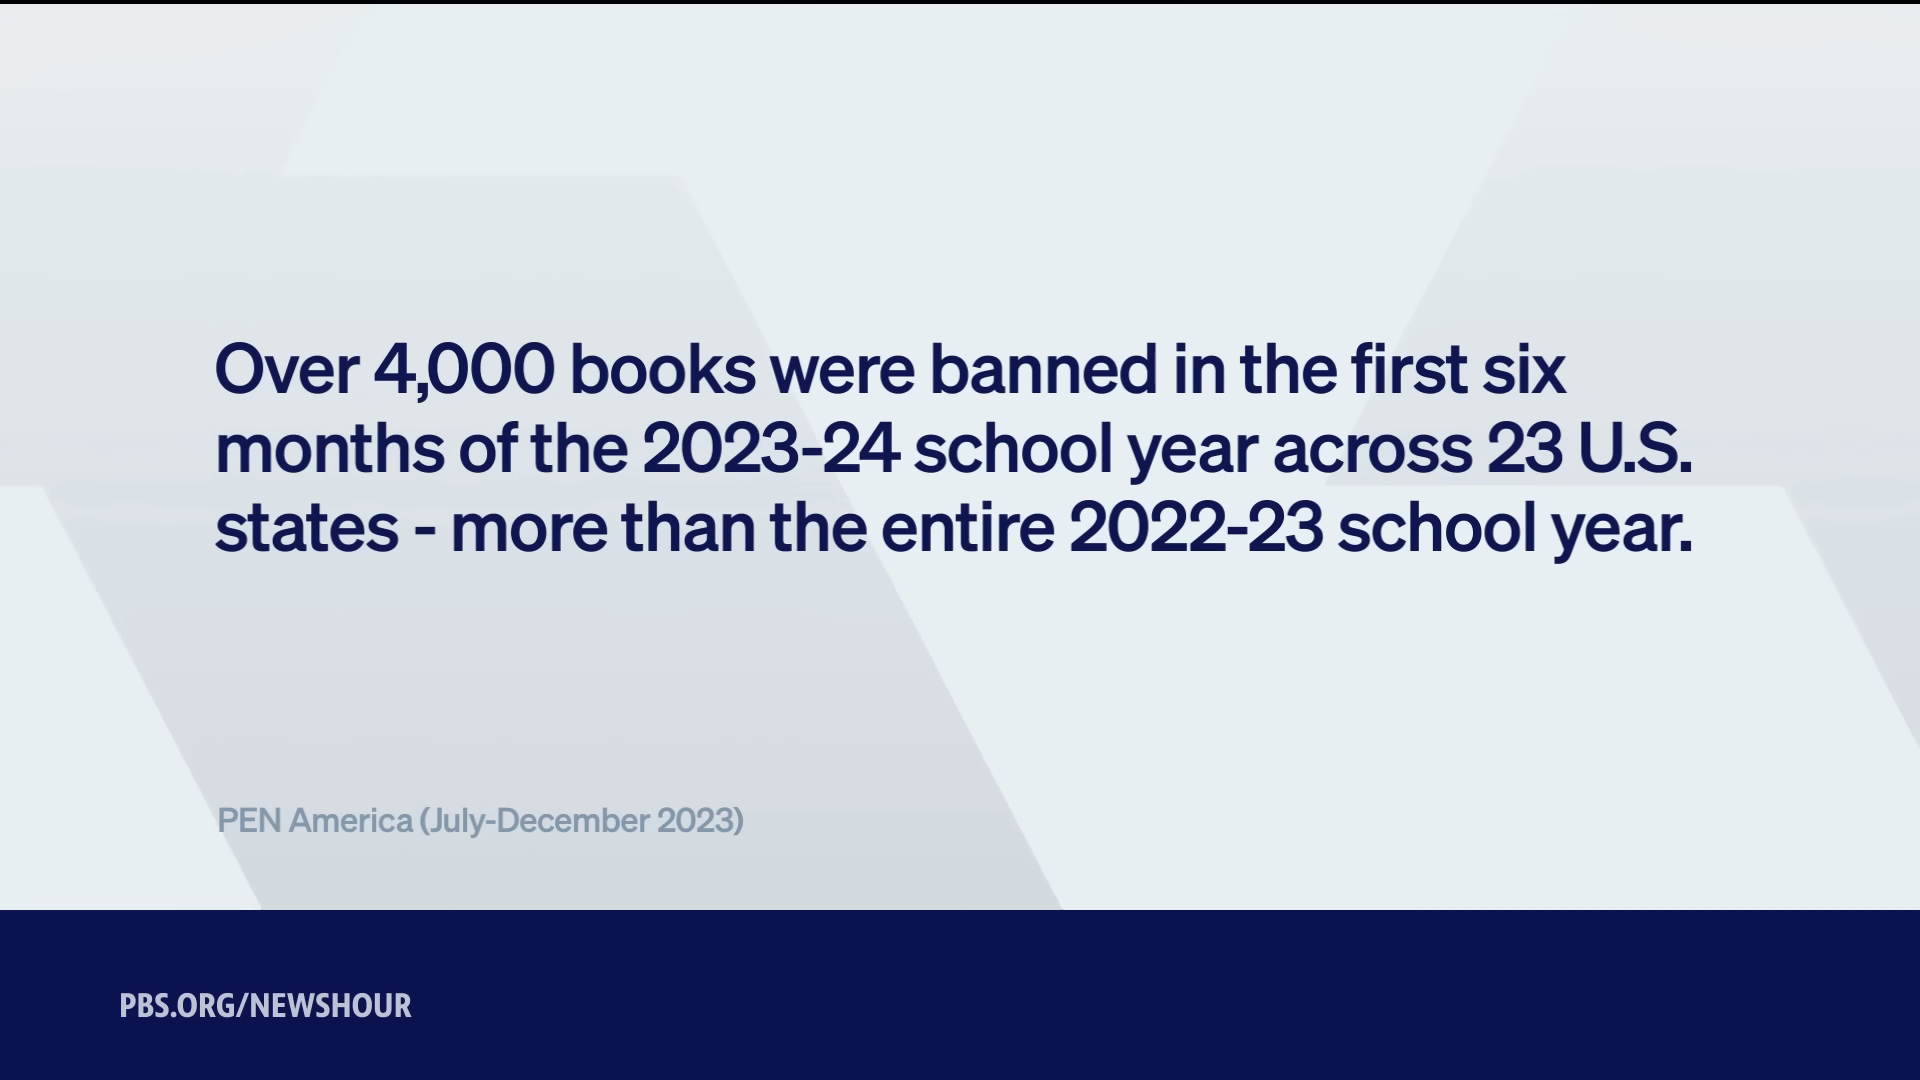 Over 4,000 books were banned in the first six
months of the 2023-24 school year across 23 U.S.
states - more than the entire 2022-23 school year.
PEN America (July-December 2023)
PBS.ORG/NEWSHOUR